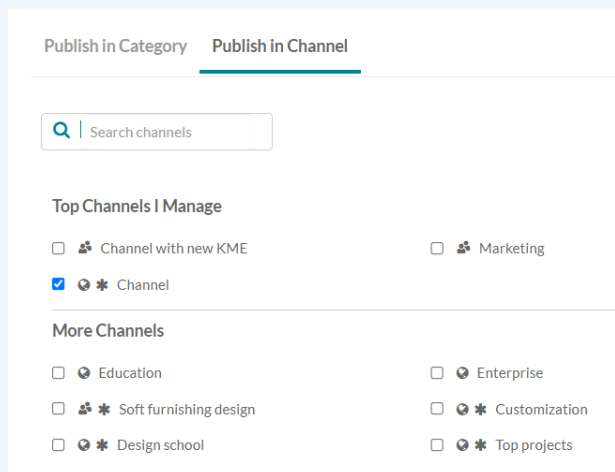 Publish in Category Publish in Channel
Search channels
Top Channels I Manage
Channel with new KME Marketing
Channel
More Channels
Education Enterprise
Soft furnishing design Customization
Design school Top projects